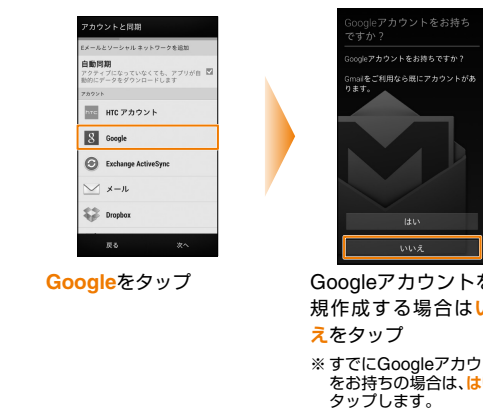 アカウントと同期
Eメールとソーシャル ネットワークを追加
自動同期
アクティブになっていなくても、アプリが自
動的にデータをダウンロードします
アカウント
hTC HTC アカウント
8 Google
Exchange ActiveSync
メール
Dropbox
戻る 次へ
Googleをタップ
Googleアカウントをお持ち
ですか？
Googleアカウントをお持ちですか？
Gmailをご利用なら既にアカウントがあ
ります。
はい
いいえ
Googleアカウントを
規作成する場合はい
えをタップ
※ すでにGoogleアカウ
をお持ちの場合は、は
タップします。